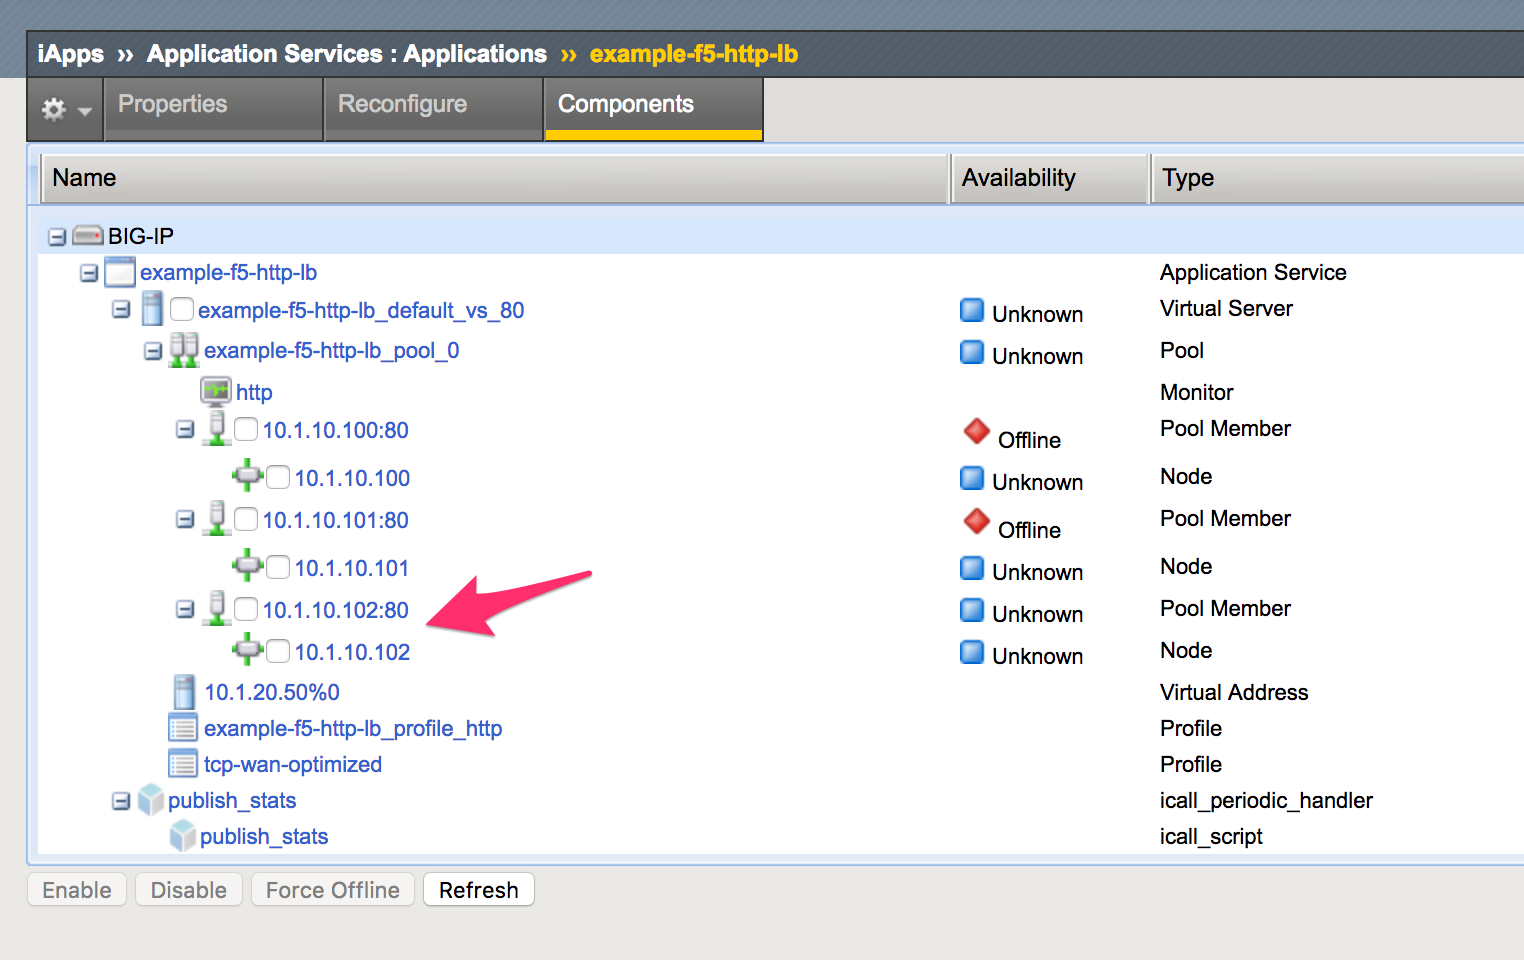 iApps » Application Services : Applications » example-f5-http-lb
Properties Reconfigure Components
Name Availability Type
BIG-IP
example-f5-http-lb Application Service
example-f5-http-lb_default_vs_80 Unknown Virtual Server
example-f5-http-lb_pool_0 Unknown Pool
http Monitor
10.1.10.100:80 Offline Pool Member
10.1.10.100 Unknown Node
10.1.10.101:80 Offline Pool Member
10.1.10.101 Unknown Node
10.1.10.102:80 Unknown Pool Member
10.1.10.102 Unknown Node
10.1.20.50%0 Virtual Address
example-f5-http-lb_profile_http Profile
tcp-wan-optimized Profile
publish_stats icall_periodic_handler
publish_stats icall_script
Enable Disable Force Offline Refresh